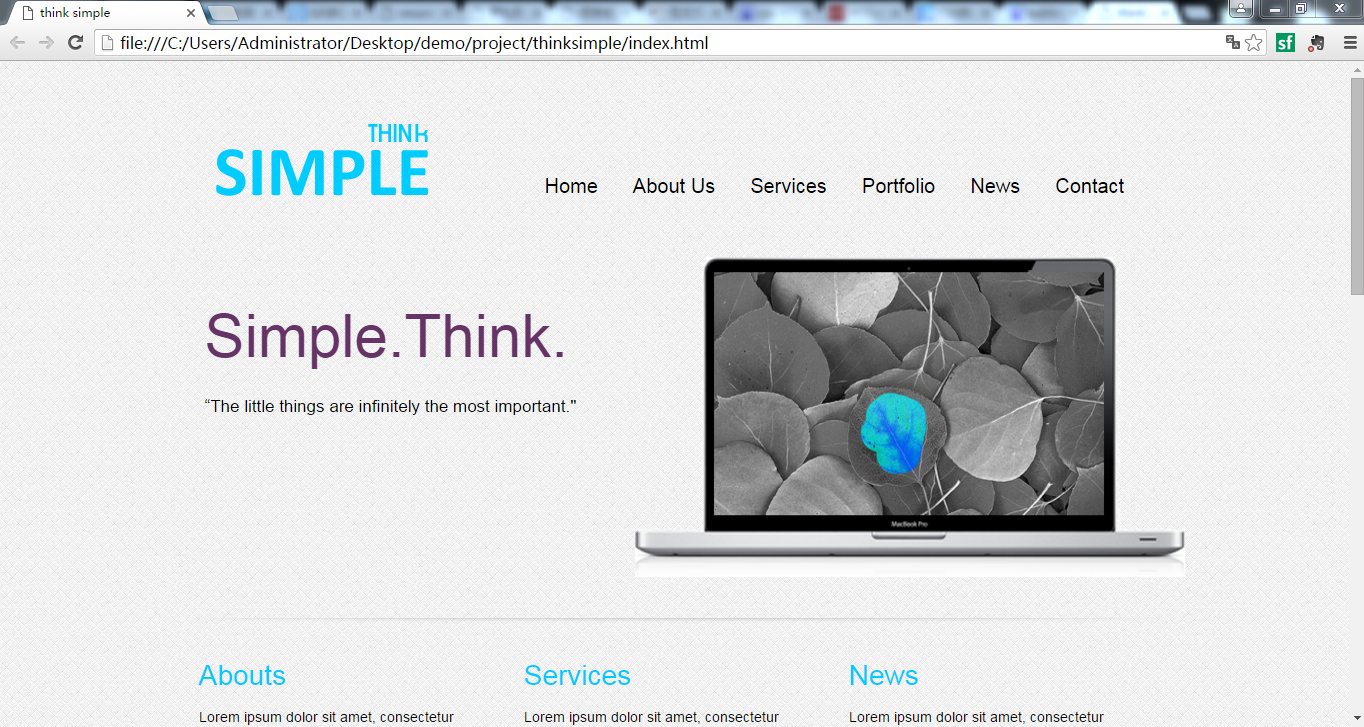 think simple
file:///C:/Users/Administrator/Desktop/demo/project/thinksimple/index.html
sf
THINk
SIMPLE
Home About Us Services Portfolio News Contact
Simple.Think.
“The little things are infinitely the most important."
MacBook Pro
Abouts Services News
Lorem ipsum dolor sit amet, consectetur Lorem ipsum dolor sit amet, consectetur Lorem ipsum dolor sit amet, consectetur